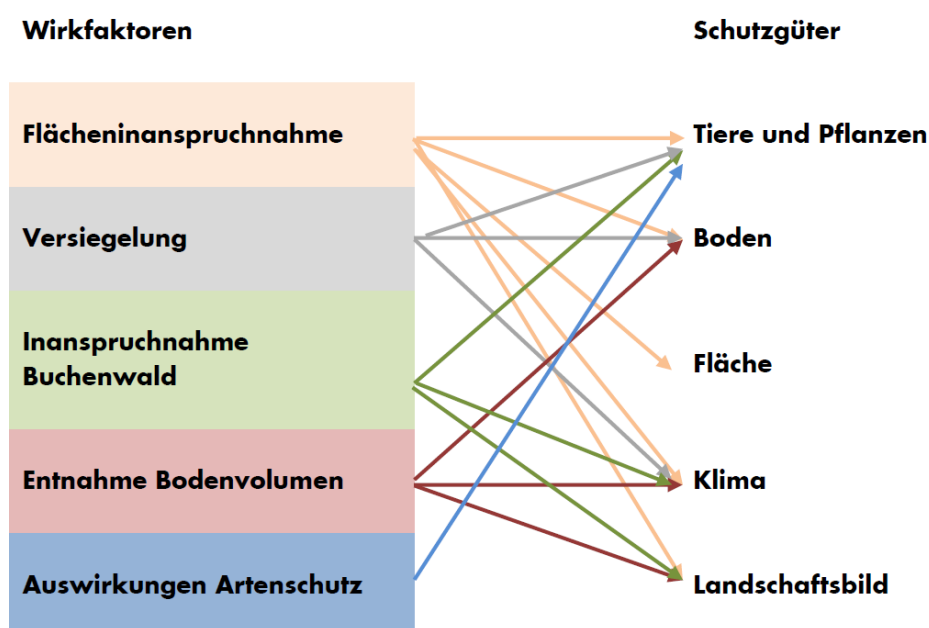 Wirkfaktoren
Schutzgüter
Flächeninanspruchnahme
Tiere und Pflanzen
Versiegelung
Boden
Inanspruchnahme
Buchenwald
Fläche
Entnahme Bodenvolumen
Klima
Auswirkungen Artenschutz
Landschaftsbild